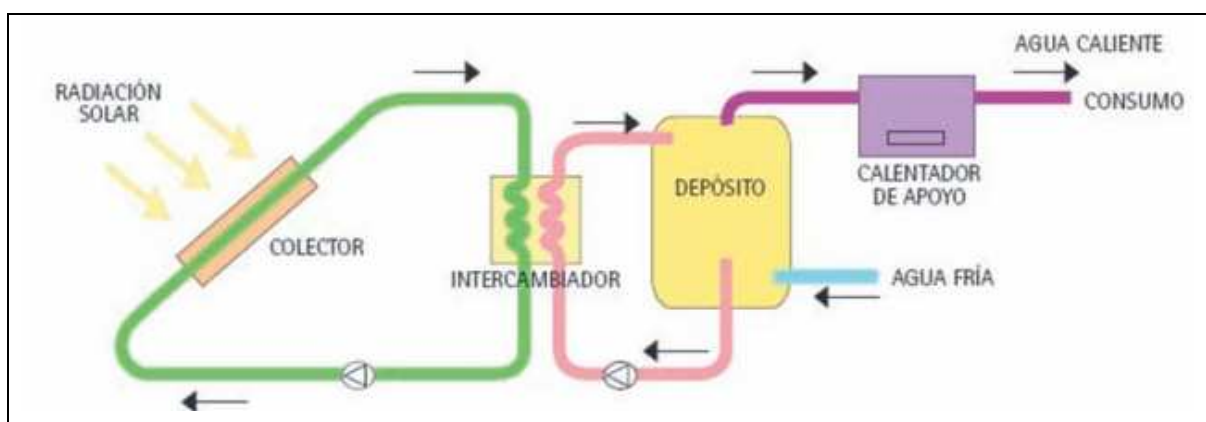 RADIACIÓN
SOLAR
COLECTOR
INTERCAMBIADOR
DEPÓSITO
AGUA CALIENTE
CONSUMO
CALENTADOR
DE APOYO
AGUA FRÍA